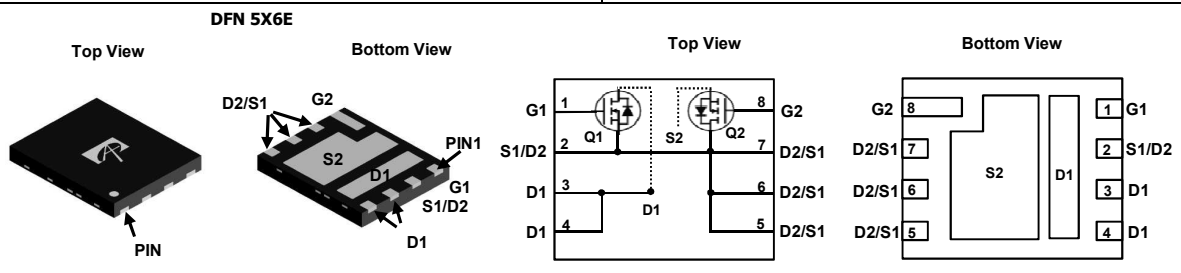 DFN 5X6E
Top View
Bottom View
Top View
Bottom View
D2/S1
G2
S2
D1
PIN1
G1
S1/D2
D1
PIN
G1
1
Q1
S2
Q2
8
G2
S1/D2
2
7
D2/S1
D1
3
D1
6
D2/S1
D1
4
5
D2/S1
G2
8
1
G1
D2/S1
7
2
S1/D2
S2
D1
D2/S1
6
3
D1
D2/S1
5
4
D1